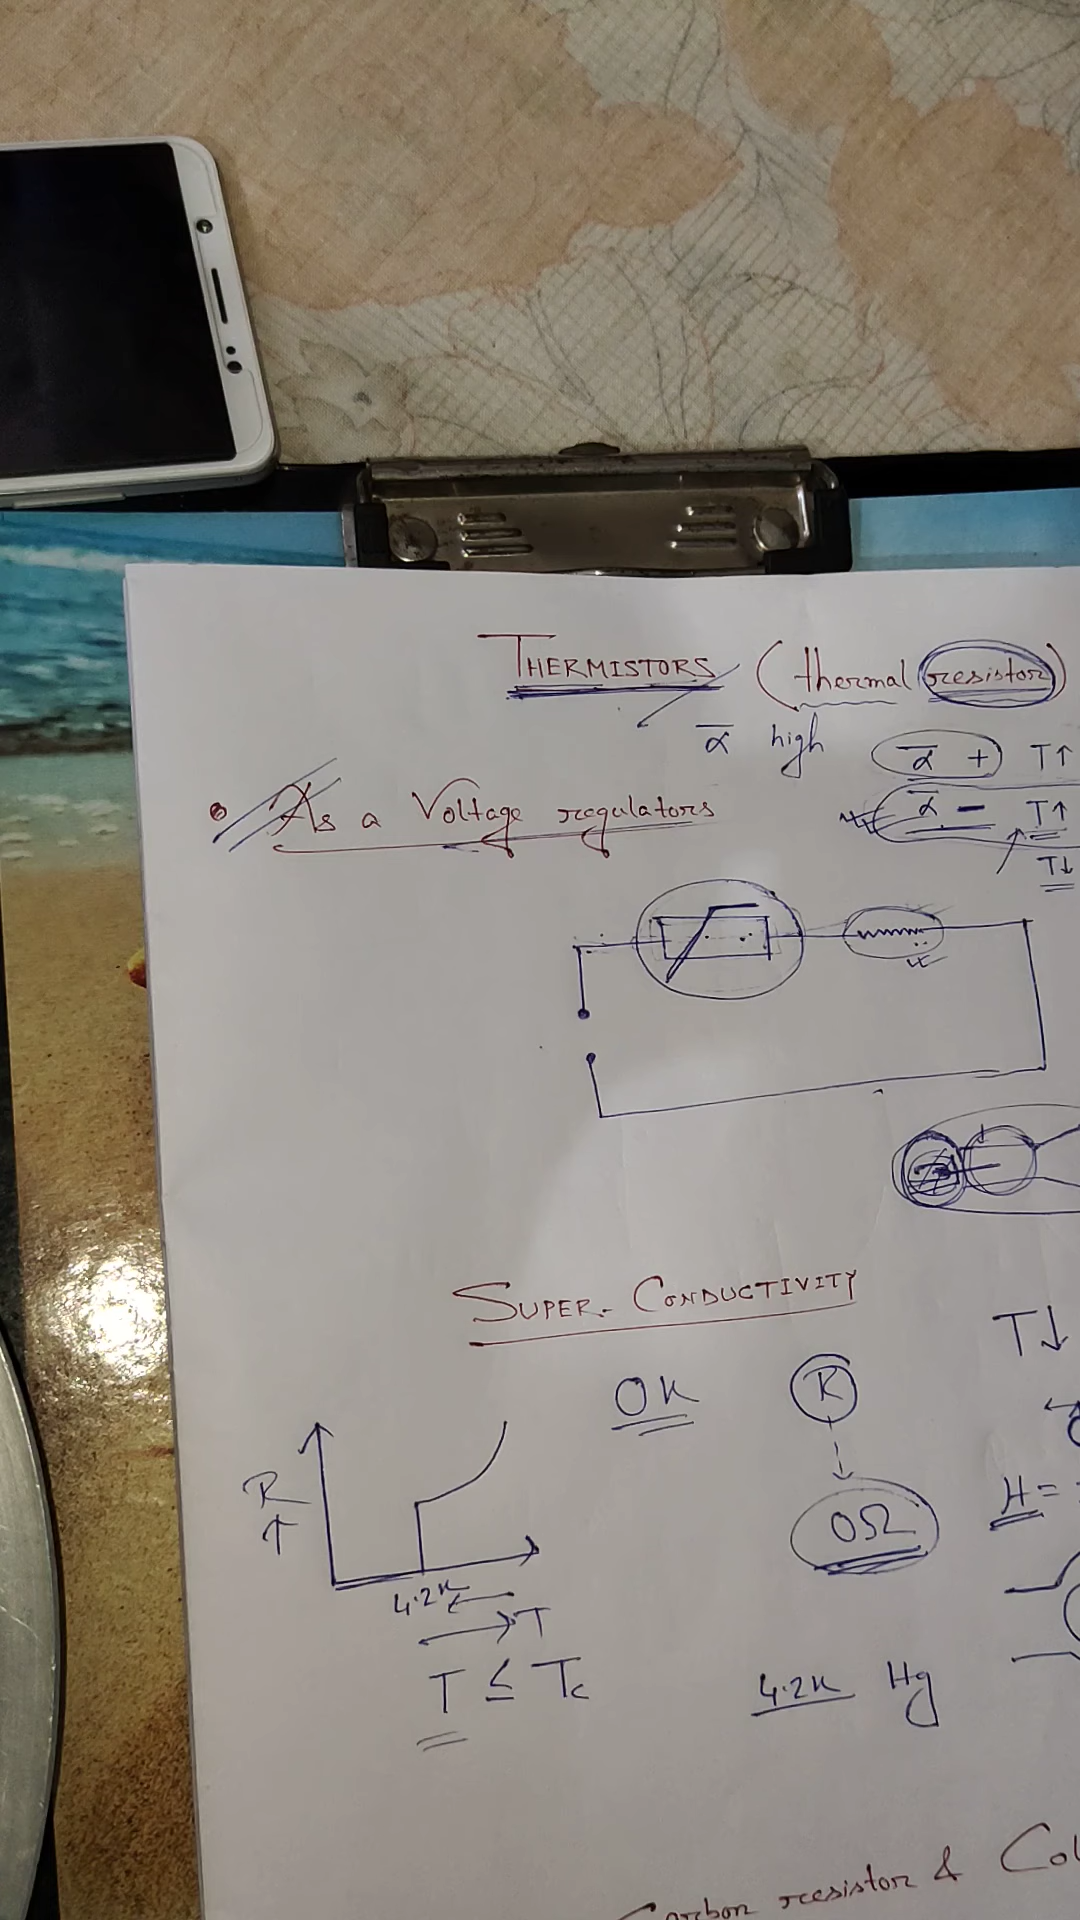 THERMISTORS (thermal resistor)
ᾱ high
ᾱ + T↑
ᾱ − T↑
T↓
• As a Voltage regulators
SUPER-CONDUCTIVITY
T↓
0K R
R
↑
0Ω
H=
4.2K
T
T ≤ Tc
4.2K Hg
Carbon resistor & Col